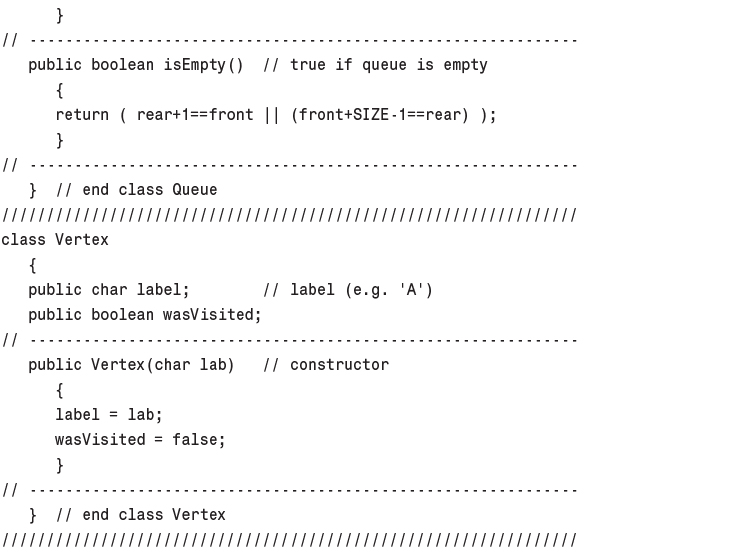 }
// -------------------------------------------------------------
public boolean isEmpty()  // true if queue is empty
{
return ( rear+1==front || (front+SIZE-1==rear) );
}
// -------------------------------------------------------------
}  // end class Queue
////////////////////////////////////////////////////////////////
class Vertex
{
public char label;        // label (e.g. 'A')
public boolean wasVisited;
// -------------------------------------------------------------
public Vertex(char lab)   // constructor
{
label = lab;
wasVisited = false;
}
// -------------------------------------------------------------
}  // end class Vertex
////////////////////////////////////////////////////////////////